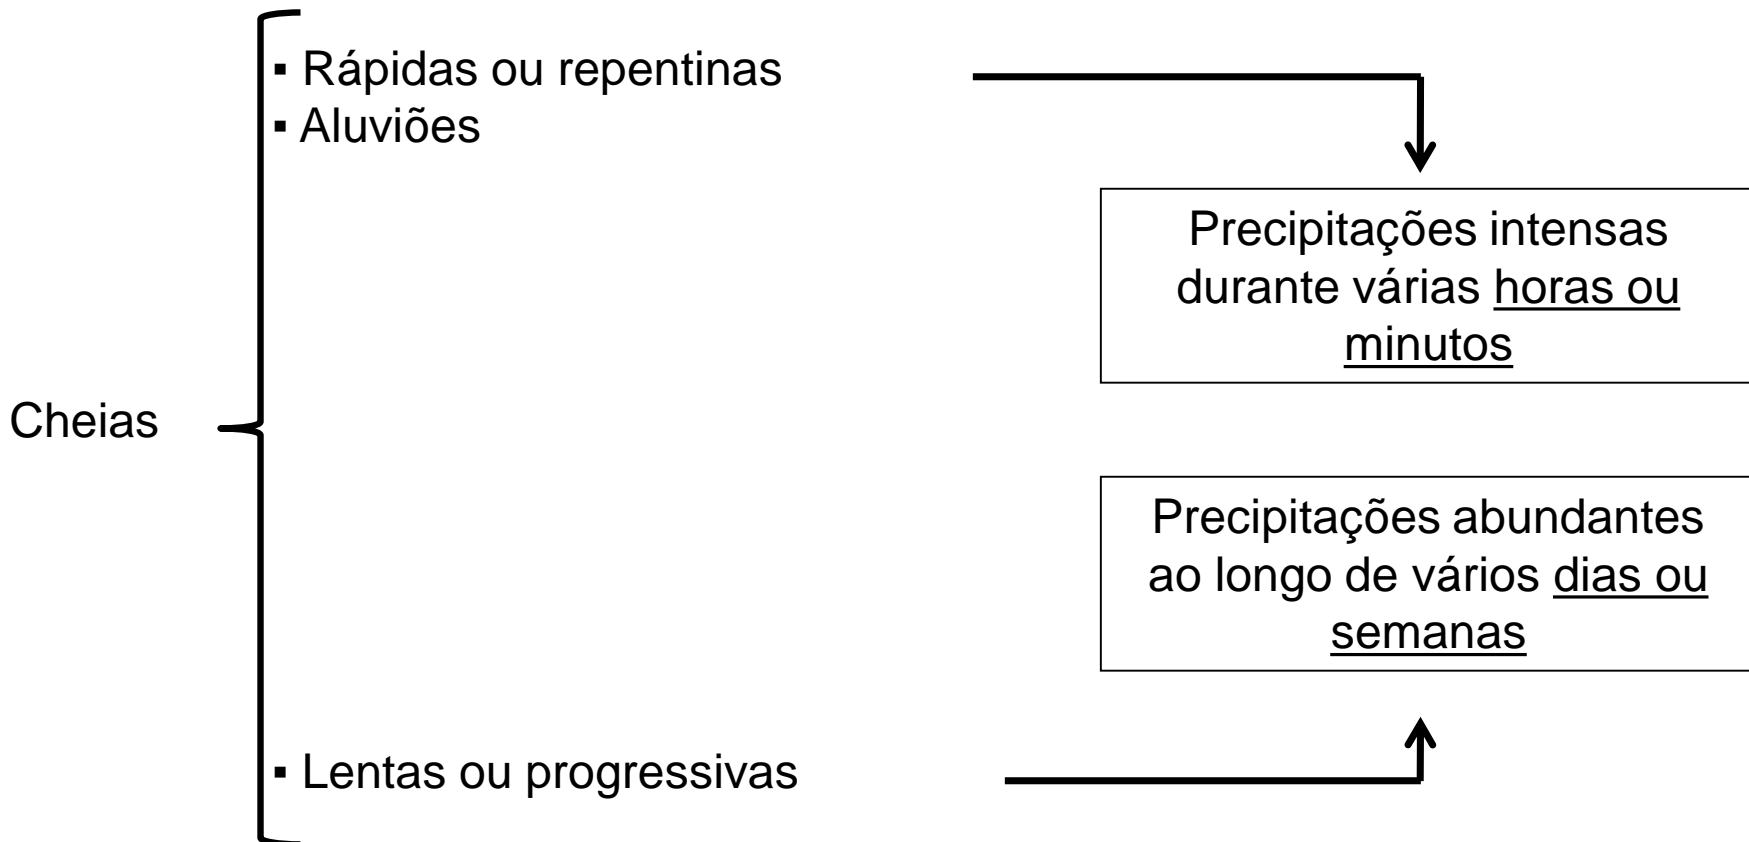 ▪ Rápidas ou repentinas
▪ Aluviões
Precipitações intensas
durante várias horas ou
minutos
Cheias
Precipitações abundantes
ao longo de vários dias ou
semanas
▪ Lentas ou progressivas